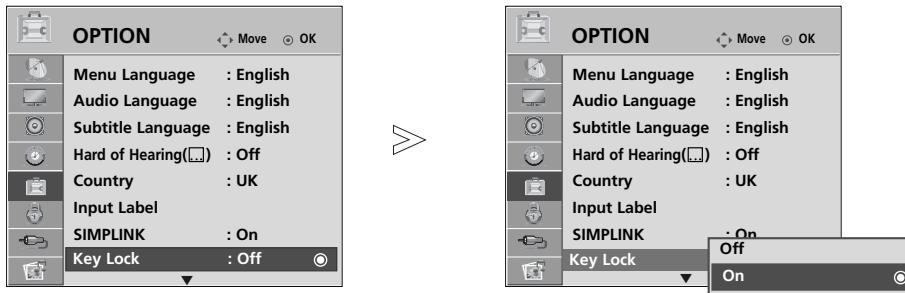 OPTION Move OK
Menu Language : English
Audio Language : English
Subtitle Language : English
Hard of Hearing( ) : Off
Country : UK
Input Label
SIMPLINK : On
Key Lock : Off
OPTION Move OK
Menu Language : English
Audio Language : English
Subtitle Language : English
Hard of Hearing( ) : Off
Country : UK
Input Label
SIMPLINK : On
Key Lock
Off
On